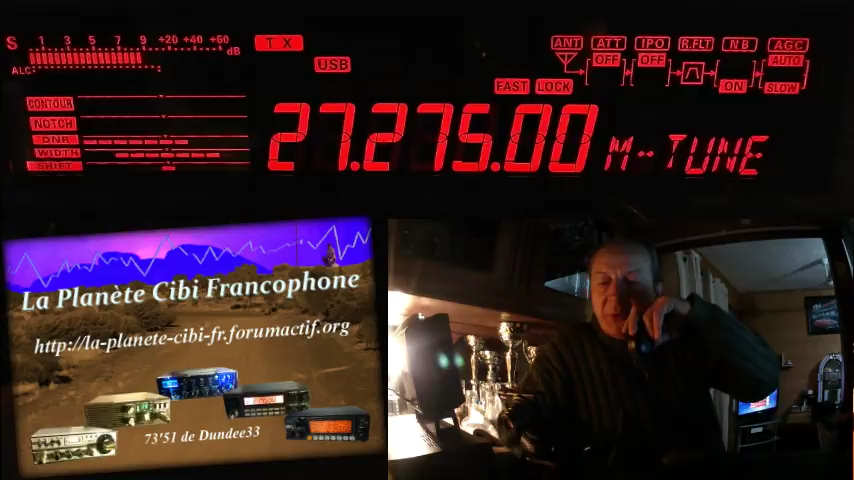 S 1 3 5 7 9 +20 +40 +60 dB
ALC
TX
USB
ANT ATT IPO R.FLT NB AGC
OFF OFF AUTO
ON SLOW
FAST LOCK
CONTOUR
NOTCH
DNR
WIDTH
SHIFT
27.275.00 M--TUNE
La Planète Cibi Francophone
http://la-planete-cibi-fr.forumactif.org
73'51 de Dundee33